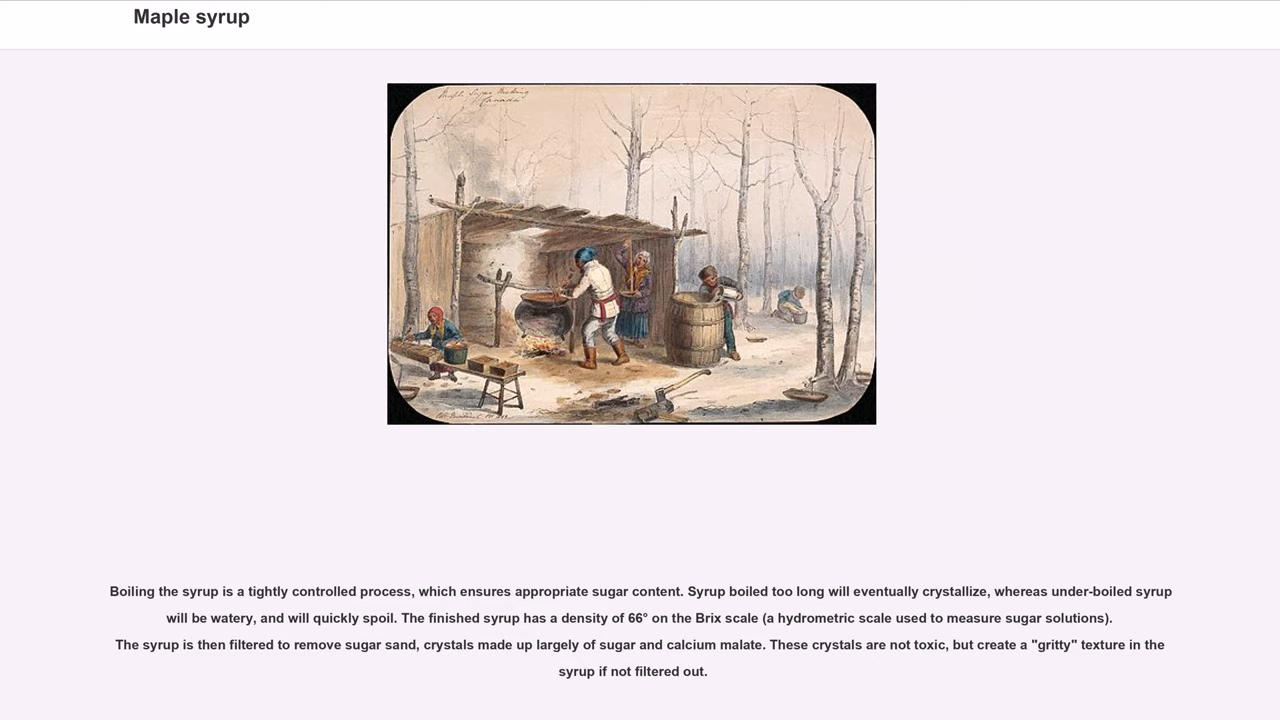 Maple syrup
Maple Sugar Making
Canada
Boiling the syrup is a tightly controlled process, which ensures appropriate sugar content. Syrup boiled too long will eventually crystallize, whereas under-boiled syrup
will be watery, and will quickly spoil. The finished syrup has a density of 66° on the Brix scale (a hydrometric scale used to measure sugar solutions).
The syrup is then filtered to remove sugar sand, crystals made up largely of sugar and calcium malate. These crystals are not toxic, but create a "gritty" texture in the
syrup if not filtered out.